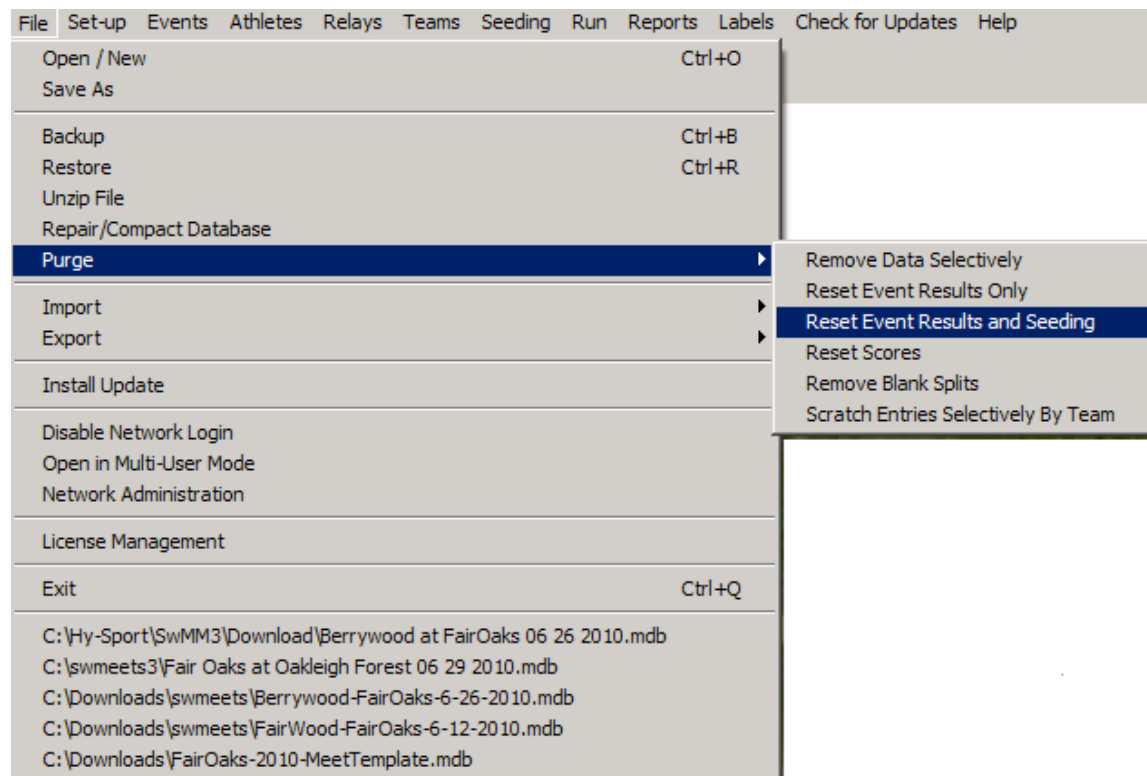 File Set-up Events Athletes Relays Teams Seeding Run Reports Labels Check for Updates Help
Open / New Ctrl+O
Save As
Backup Ctrl+B
Restore Ctrl+R
Unzip File
Repair/Compact Database
Purge
Remove Data Selectively
Reset Event Results Only
Reset Event Results and Seeding
Reset Scores
Remove Blank Splits
Scratch Entries Selectively By Team
Import
Export
Install Update
Disable Network Login
Open in Multi-User Mode
Network Administration
License Management
Exit Ctrl+Q
C:\Hy-Sport\SwMM3\Download\Berrywood at FairOaks 06 26 2010.mdb
C:\swmeets3\Fair Oaks at Oakleigh Forest 06 29 2010.mdb
C:\Downloads\swmeets\Berrywood-FairOaks-6-26-2010.mdb
C:\Downloads\swmeets\FairWood-FairOaks-6-12-2010.mdb
C:\Downloads\FairOaks-2010-MeetTemplate.mdb